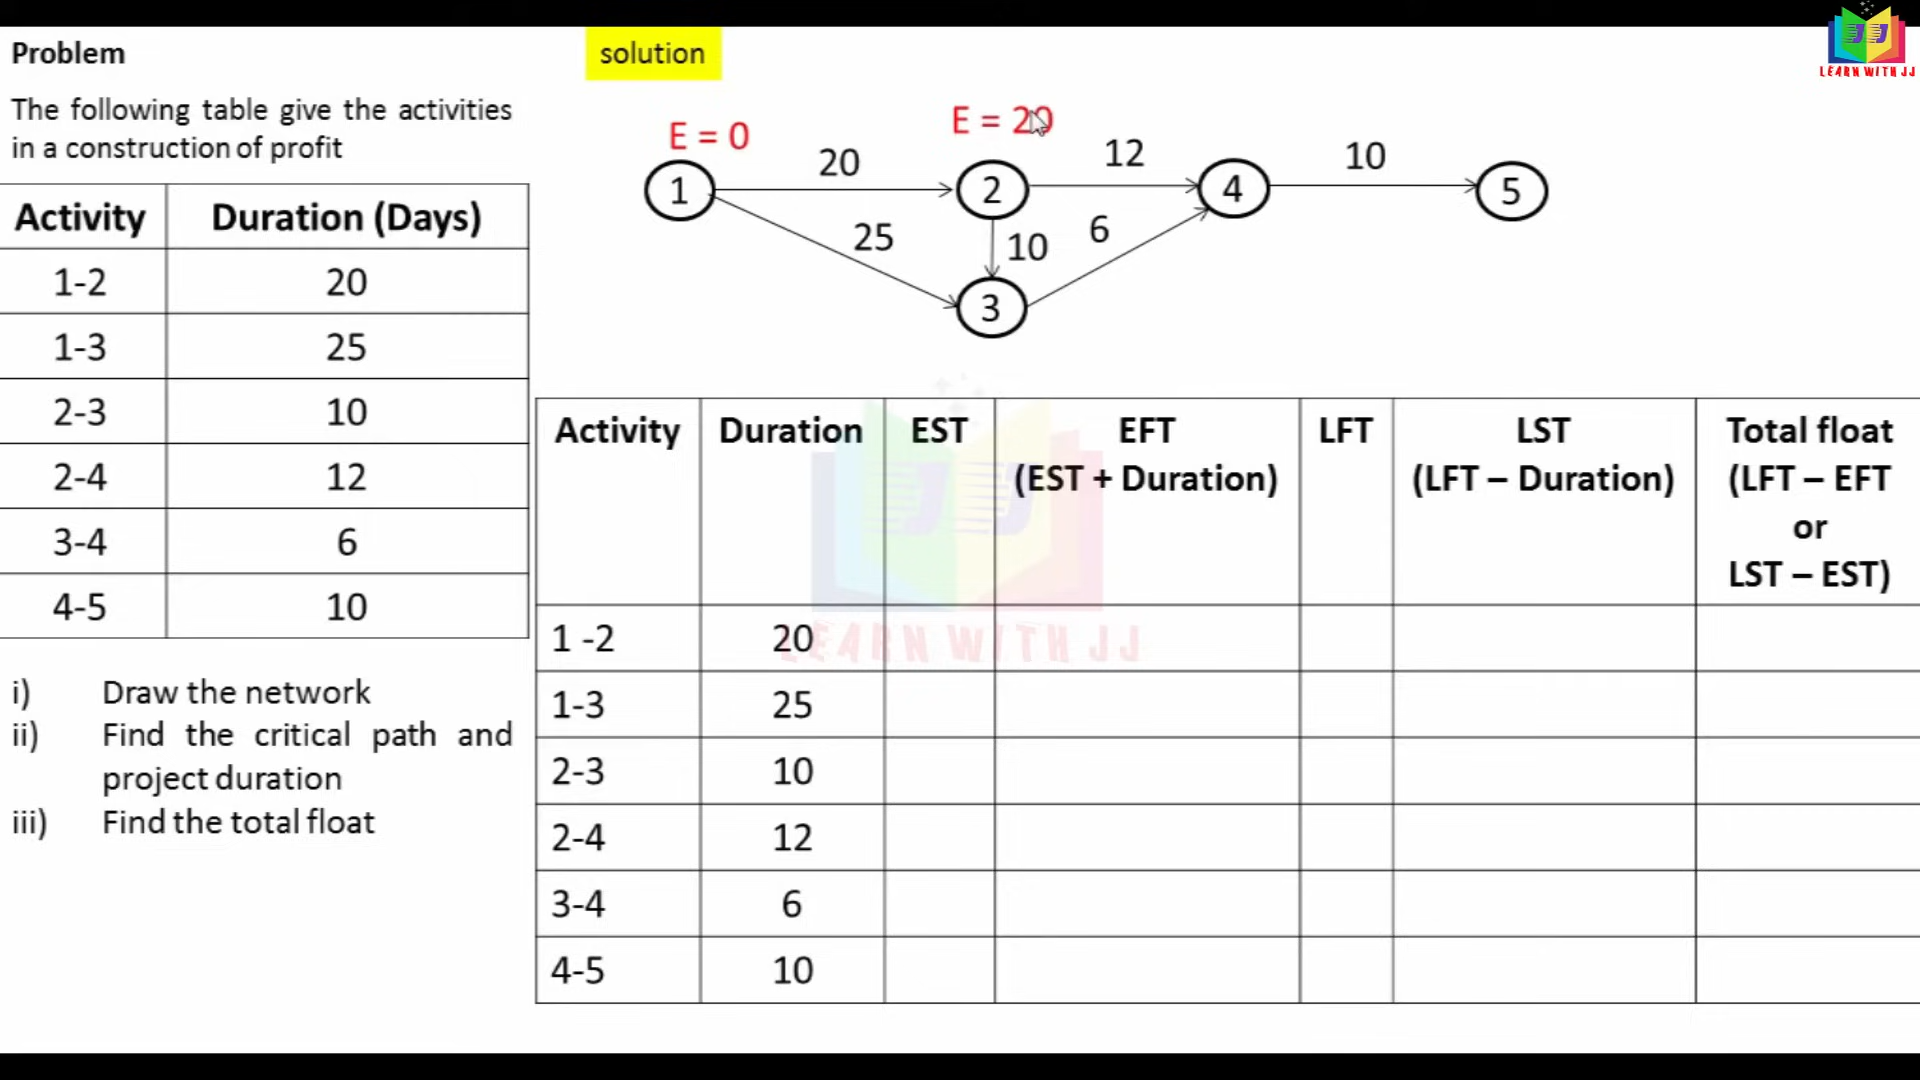 Problem
The following table give the activities
in a construction of profit
Activity Duration (Days)
1-2 20
1-3 25
2-3 10
2-4 12
3-4 6
4-5 10
i) Draw the network
ii) Find the critical path and
project duration
iii) Find the total float
solution
E = 0
E = 20
20
12
10
25
10
6
1
2
4
5
3
Activity Duration EST EFT LFT LST Total float
(EST + Duration) (LFT – Duration) (LFT – EFT
or
LST – EST)
1 -2 20
1-3 25
2-3 10
2-4 12
3-4 6
4-5 10
JJ
LEARN WITH JJ
JJ
LEARN WITH JJ